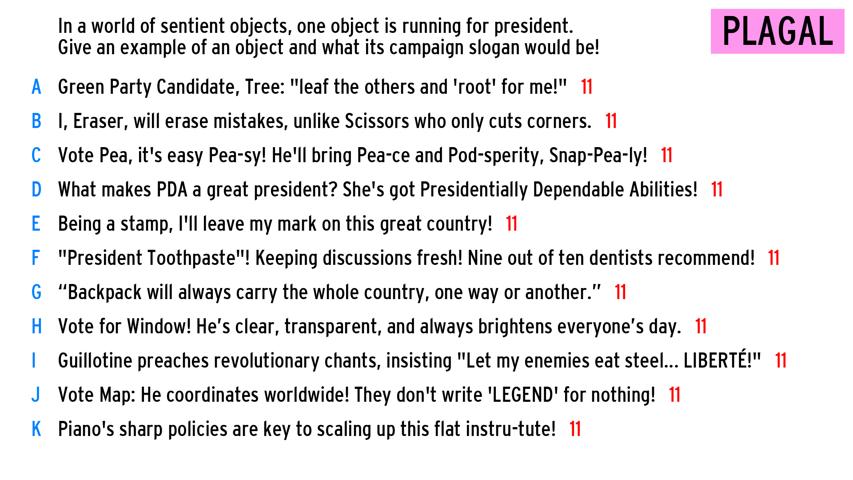 In a world of sentient objects, one object is running for president.
Give an example of an object and what its campaign slogan would be!
PLAGAL
A Green Party Candidate, Tree: "leaf the others and 'root' for me!" 11
B I, Eraser, will erase mistakes, unlike Scissors who only cuts corners. 11
C Vote Pea, it's easy Pea-sy! He'll bring Pea-ce and Pod-sperity, Snap-Pea-ly! 11
D What makes PDA a great president? She's got Presidentially Dependable Abilities! 11
E Being a stamp, I'll leave my mark on this great country! 11
F "President Toothpaste"! Keeping discussions fresh! Nine out of ten dentists recommend! 11
G “Backpack will always carry the whole country, one way or another.” 11
H Vote for Window! He’s clear, transparent, and always brightens everyone’s day. 11
I Guillotine preaches revolutionary chants, insisting "Let my enemies eat steel... LIBERTÉ!" 11
J Vote Map: He coordinates worldwide! They don't write 'LEGEND' for nothing! 11
K Piano's sharp policies are key to scaling up this flat instru-tute! 11